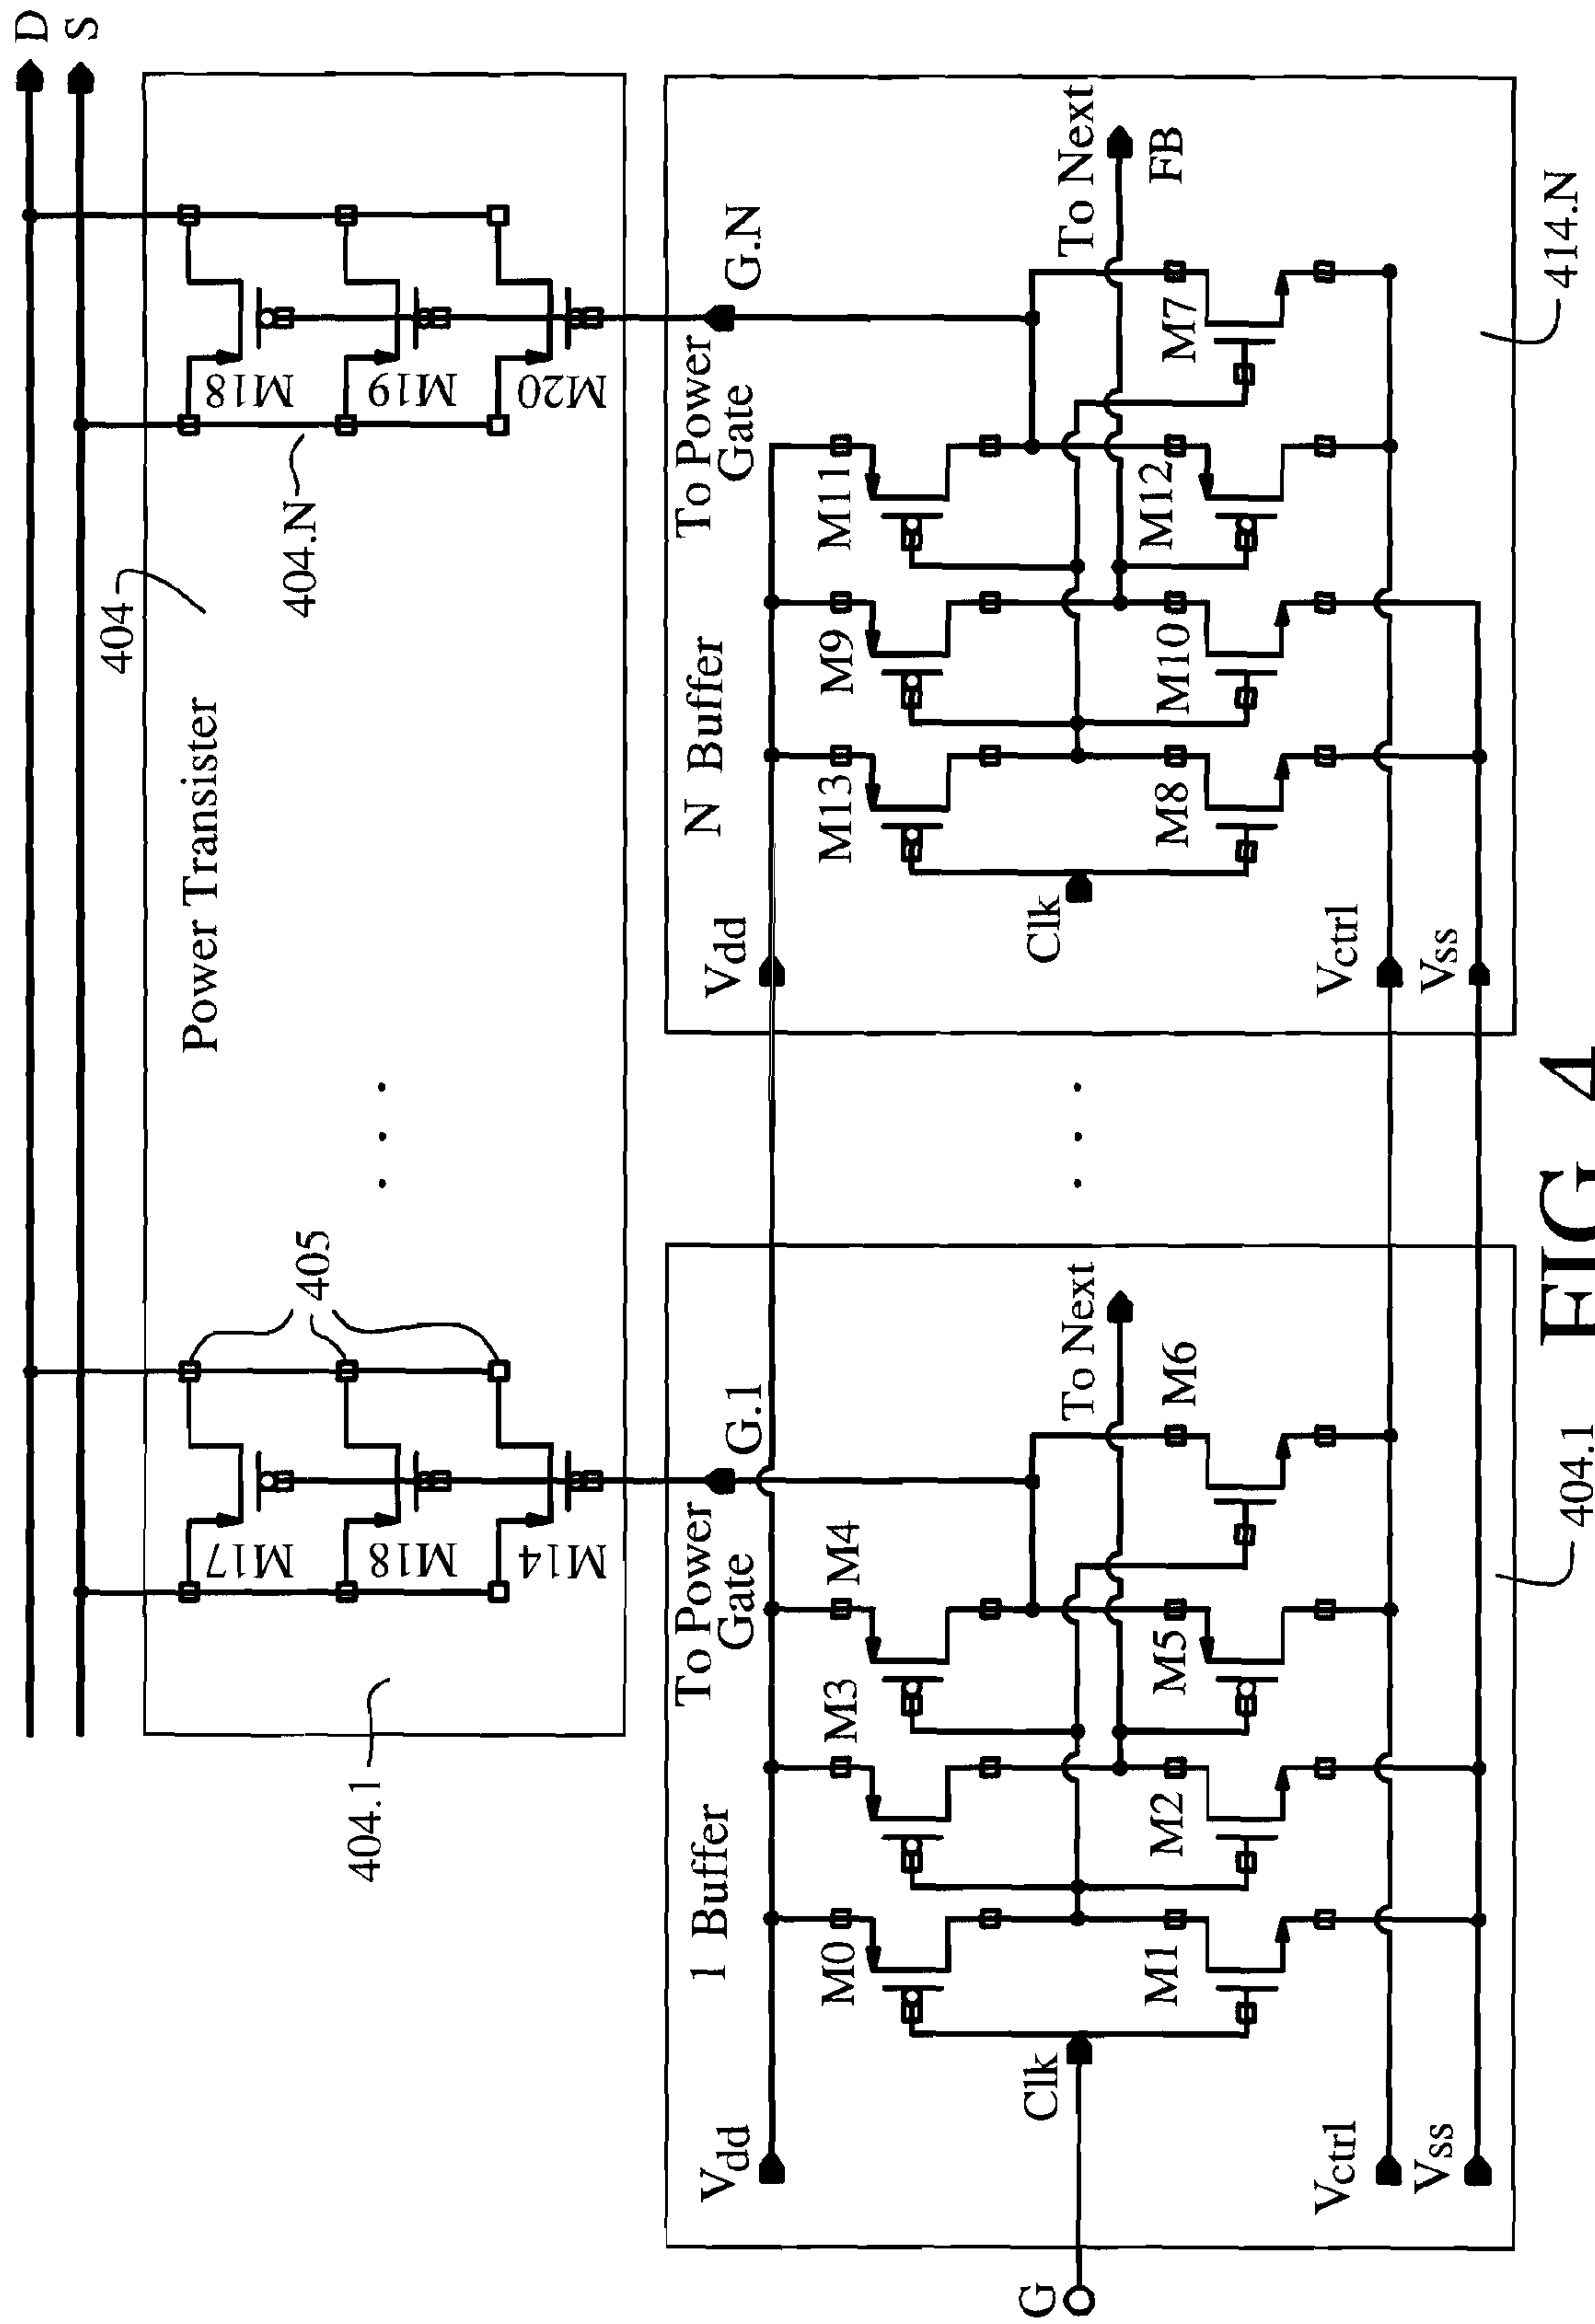 D
S
404
Power Transister
404.N
M18
M19
M20
405
M17
M18
M14
404.1
To Power
Gate
G.1
1 Buffer
Vdd
M0
M3
M4
To Next
Clk
G
M1
M2
M5
M6
Vctrl
Vss
404.1
To Power
Gate
G.N
N Buffer
Vdd
M13
M9
M11
To Next
FB
Clk
M8
M10
M12
M7
Vctrl
Vss
414.N
FIG. 4